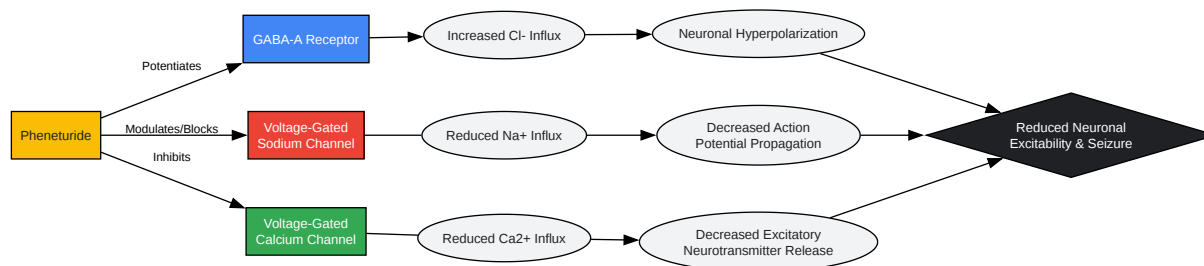 GABA-A Receptor
Increased Cl- Influx
Neuronal Hyperpolarization
Potentiates
Pheneturide
Modulates/Blocks
Voltage-Gated
Sodium Channel
Reduced Na+ Influx
Decreased Action
Potential Propagation
Reduced Neuronal
Excitability & Seizure
Inhibits
Voltage-Gated
Calcium Channel
Reduced Ca2+ Influx
Decreased Excitatory
Neurotransmitter Release